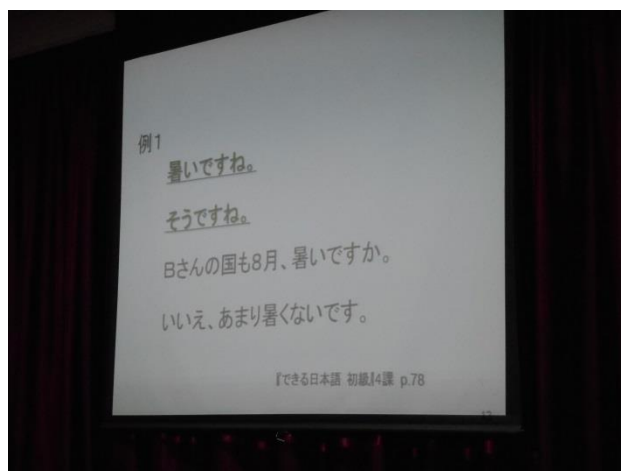 例1
暑いですね。
そうですね。
Bさんの国も8月、暑いですか。
いいえ、あまり暑くないです。
『できる日本語 初級』4課 p.78